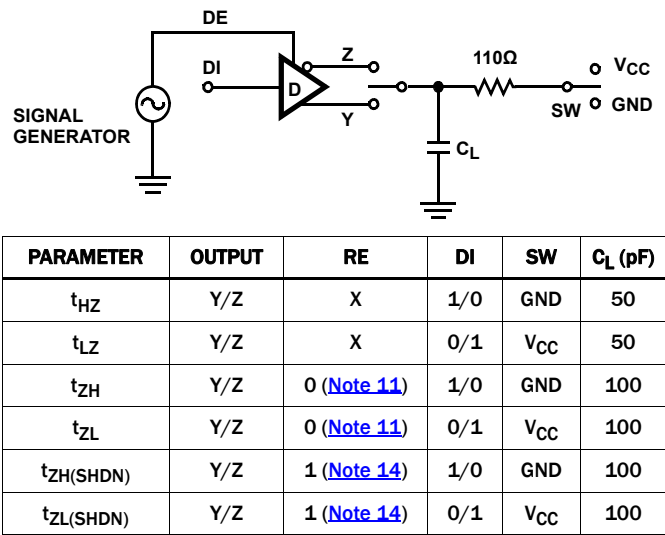 DE
DI
D
Z
Y
110Ω
VCC
GND
SW
CL
SIGNAL
GENERATOR
PARAMETER OUTPUT RE DI SW CL (pF)
tHZ Y/Z X 1/0 GND 50
tLZ Y/Z X 0/1 VCC 50
tZH Y/Z 0 (Note 11) 1/0 GND 100
tZL Y/Z 0 (Note 11) 0/1 VCC 100
tZH(SHDN) Y/Z 1 (Note 14) 1/0 GND 100
tZL(SHDN) Y/Z 1 (Note 14) 0/1 VCC 100